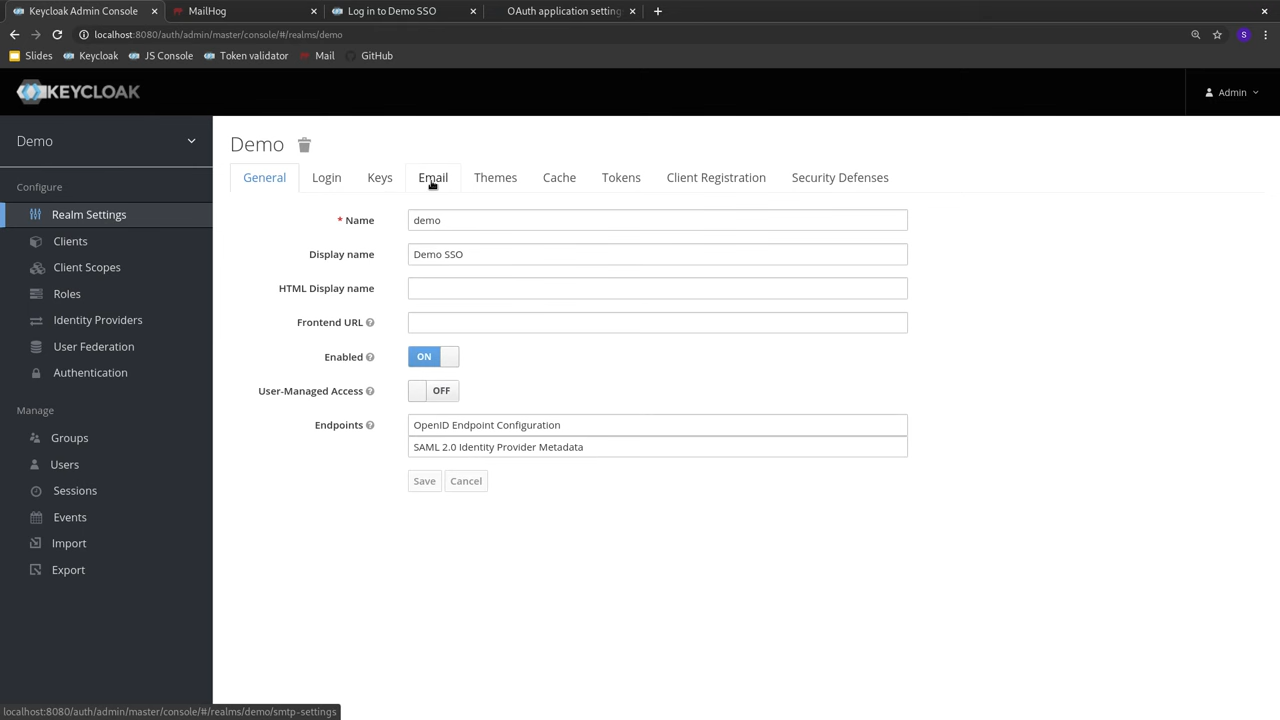 Keycloak Admin Console
MailHog
Log in to Demo SSO
OAuth application setting
localhost:8080/auth/admin/master/console/#/realms/demo
S
Slides
Keycloak
JS Console
Token validator
Mail
GitHub
KEYCLOAK
Admin
Demo
Configure
Realm Settings
Clients
Client Scopes
Roles
Identity Providers
User Federation
Authentication
Manage
Groups
Users
Sessions
Events
Import
Export
Demo
General Login Keys Email Themes Cache Tokens Client Registration Security Defenses
* Name demo
Display name Demo SSO
HTML Display name
Frontend URL
Enabled ON
User-Managed Access OFF
Endpoints OpenID Endpoint Configuration
SAML 2.0 Identity Provider Metadata
Save Cancel
localhost:8080/auth/admin/master/console/#/realms/demo/smtp-settings